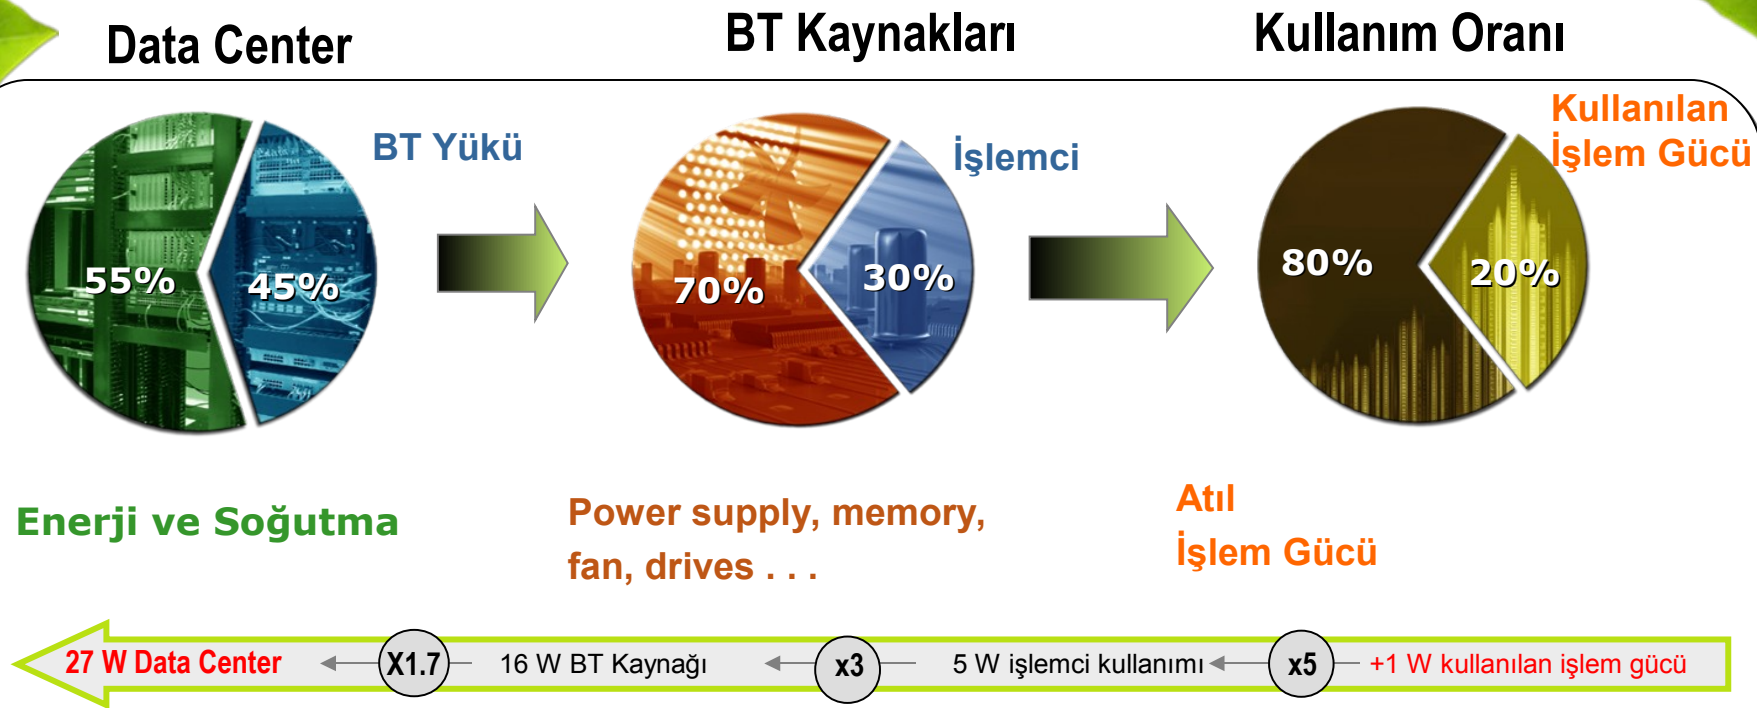 Data Center
BT Kaynakları
Kullanım Oranı
BT Yükü
55%
45%
İşlemci
70%
30%
Kullanılan
İşlem Gücü
80%
20%
Enerji ve Soğutma
Power supply, memory,
fan, drives . . .
Atıl
İşlem Gücü
27 W Data Center
X1.7
16 W BT Kaynağı
x3
5 W işlemci kullanımı
x5
+1 W kullanılan işlem gücü